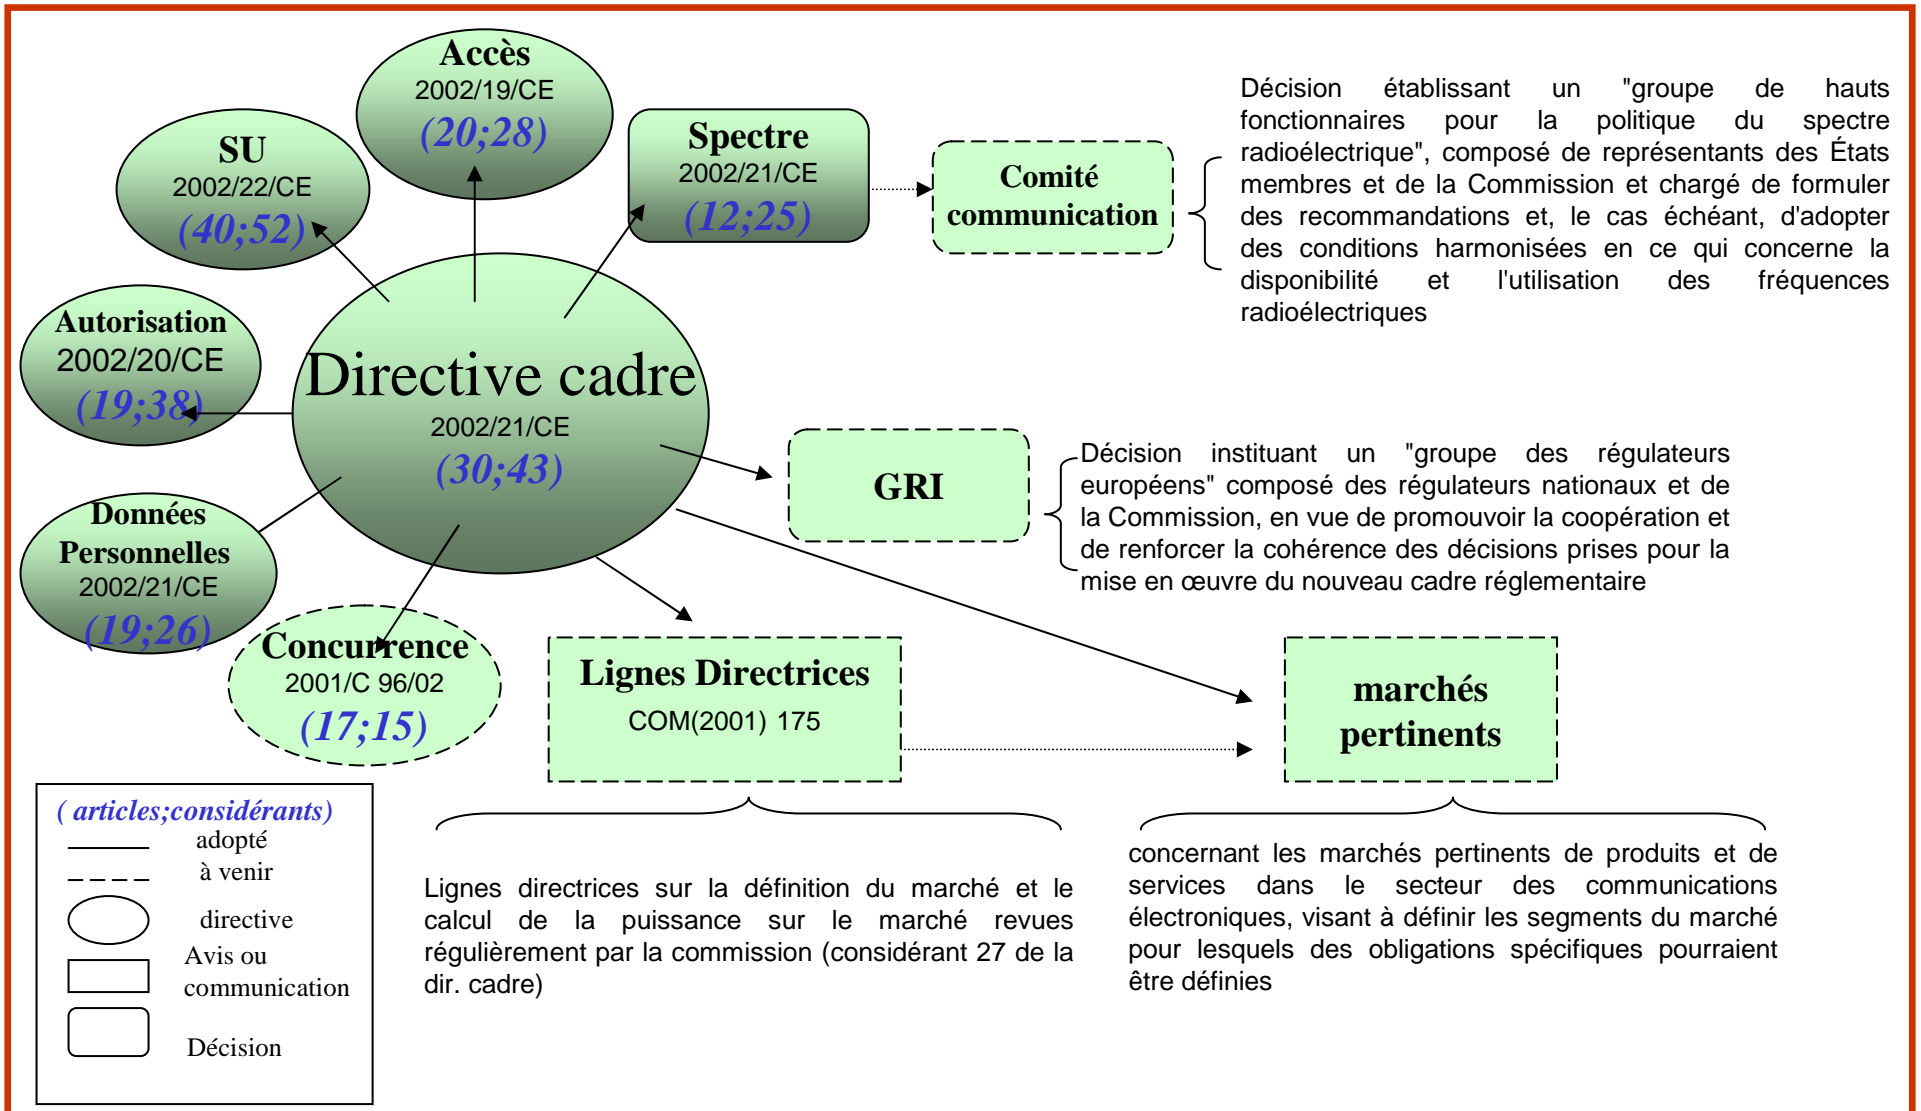 Accès
2002/19/CE
(20;28)
SU
2002/22/CE
(40;52)
Spectre
2002/21/CE
(12;25)
Comité
communication
Décision établissant un "groupe de hauts
fonctionnaires pour la politique du spectre
radioélectrique", composé de représentants des États
membres et de la Commission et chargé de formuler
des recommandations et, le cas échéant, d'adopter
des conditions harmonisées en ce qui concerne la
disponibilité et l'utilisation des fréquences
radioélectriques
Autorisation
2002/20/CE
(19;38)
Directive cadre
2002/21/CE
(30;43)
GRI
Décision instituant un "groupe des régulateurs
européens" composé des régulateurs nationaux et de
la Commission, en vue de promouvoir la coopération et
de renforcer la cohérence des décisions prises pour la
mise en œuvre du nouveau cadre réglementaire
Données
Personnelles
2002/21/CE
(19;26)
Concurrence
2001/C 96/02
(17;15)
Lignes Directrices
COM(2001) 175
marchés
pertinents
( articles;considérants)
adopté
à venir
directive
Avis ou
communication
Décision
Lignes directrices sur la définition du marché et le
calcul de la puissance sur le marché revues
régulièrement par la commission (considérant 27 de la
dir. cadre)
concernant les marchés pertinents de produits et de
services dans le secteur des communications
électroniques, visant à définir les segments du marché
pour lesquels des obligations spécifiques pourraient
être définies